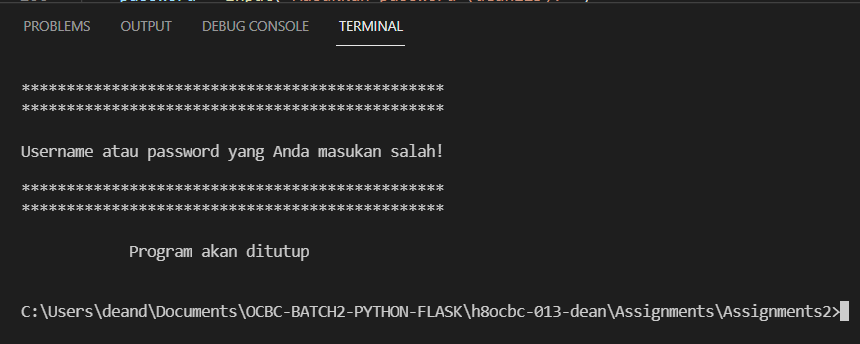 PROBLEMS OUTPUT DEBUG CONSOLE TERMINAL
***********************************************
***********************************************
Username atau password yang Anda masukan salah!
***********************************************
***********************************************
Program akan ditutup
C:\Users\deand\Documents\OCBC-BATCH2-PYTHON-FLASK\h8ocbc-013-dean\Assignments\Assignments2>